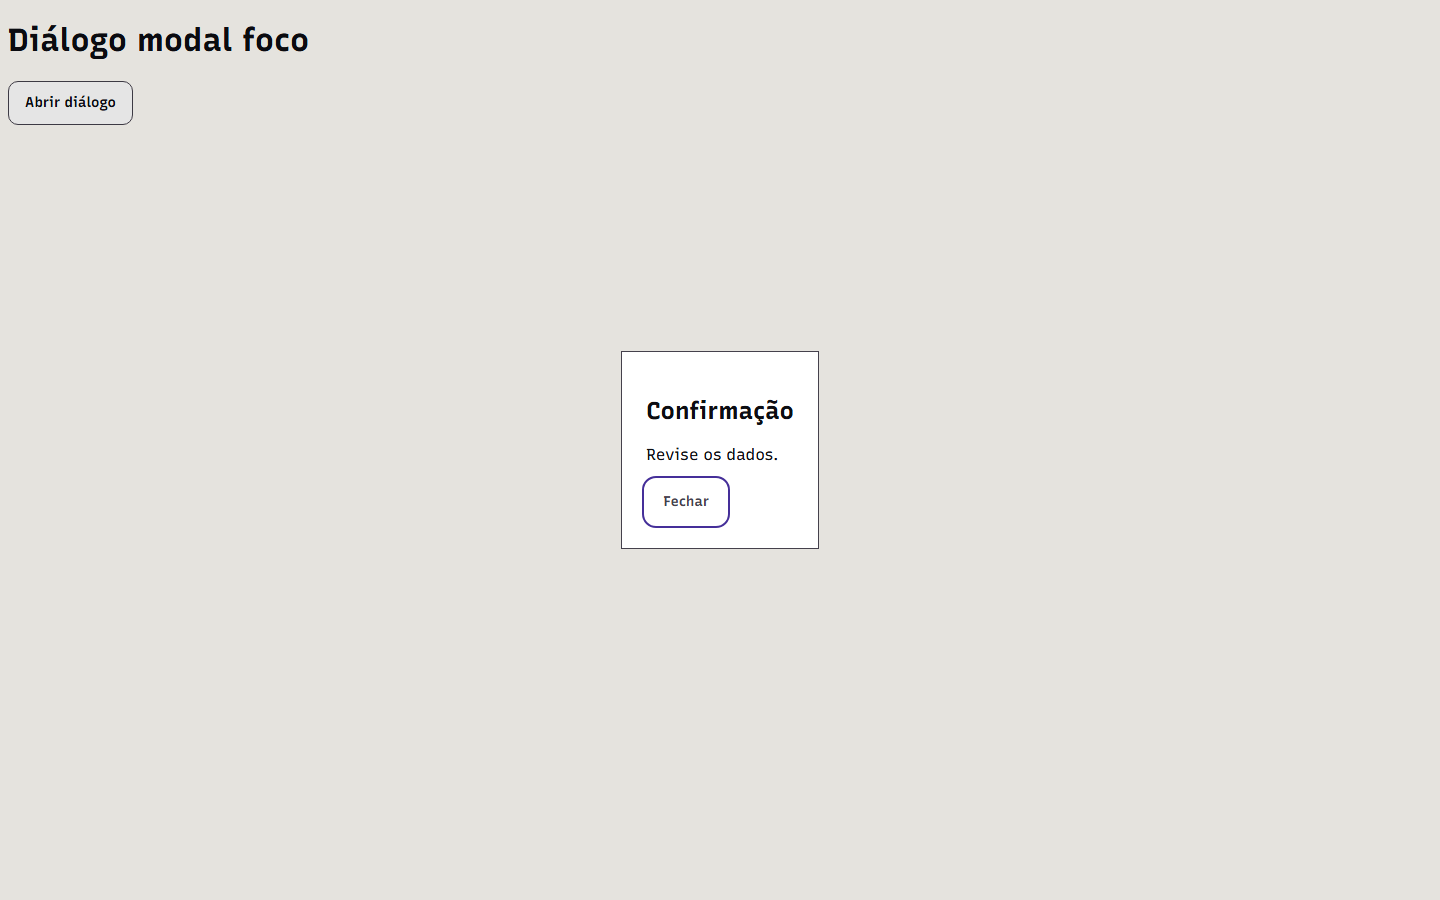 Diálogo modal foco
Abrir diálogo
Confirmação
Revise os dados.
Fechar